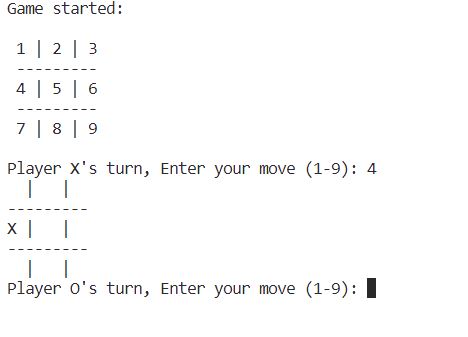 Game started:

 1 | 2 | 3
 ---------
 4 | 5 | 6
 ---------
 7 | 8 | 9

Player X's turn, Enter your move (1-9): 4
  |   |
---------
X |   |
---------
  |   |
Player O's turn, Enter your move (1-9):